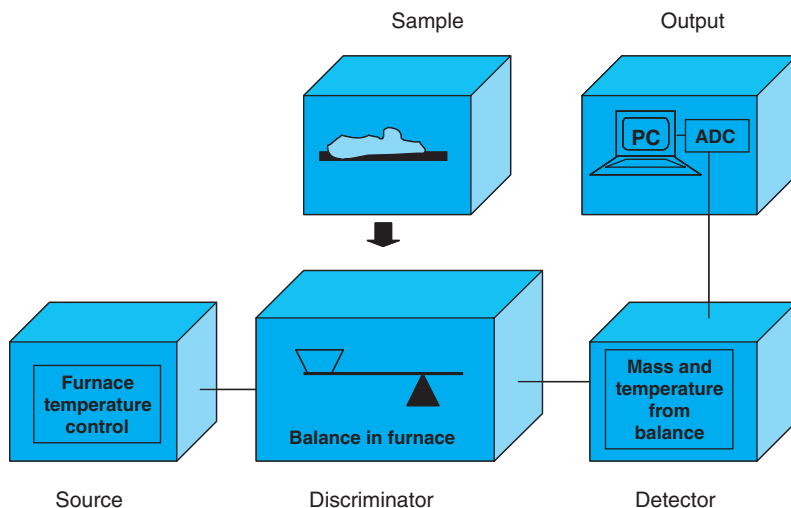 Sample
Output
PC
ADC
Furnace
temperature
control
Balance in furnace
Mass and
temperature
from
balance
Source
Discriminator
Detector